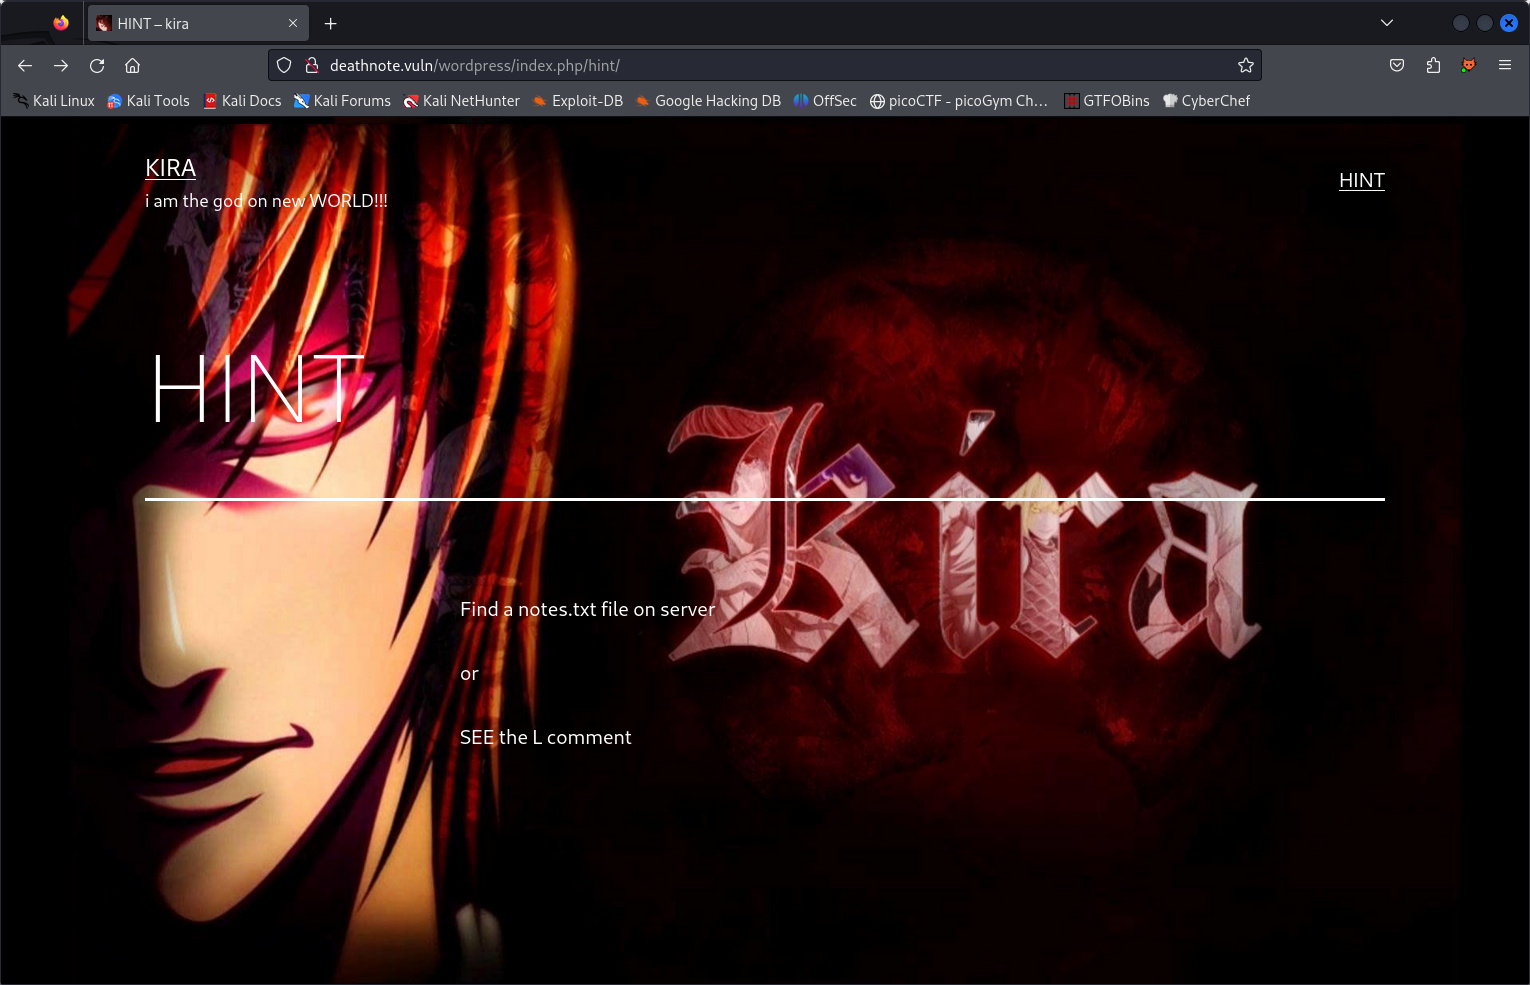 HINT – kira
deathnote.vuln/wordpress/index.php/hint/
Kali Linux Kali Tools Kali Docs Kali Forums Kali NetHunter Exploit-DB Google Hacking DB OffSec picoCTF - picoGym Ch... GTFOBins CyberChef
KIRA
i am the god on new WORLD!!!
HINT
HINT
Kira
Find a notes.txt file on server
or
SEE the L comment